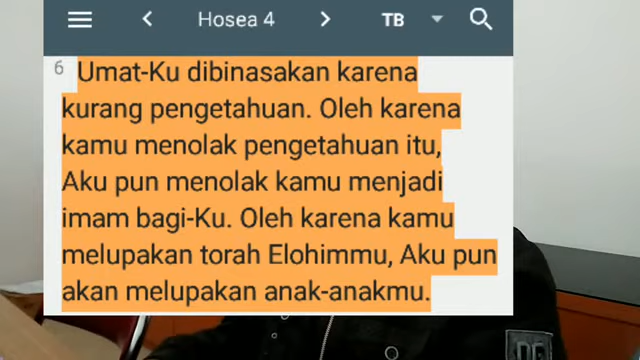 Hosea 4
TB
6 Umat-Ku dibinasakan karena
kurang pengetahuan. Oleh karena
kamu menolak pengetahuan itu,
Aku pun menolak kamu menjadi
imam bagi-Ku. Oleh karena kamu
melupakan torah Elohimmu, Aku pun
akan melupakan anak-anakmu.